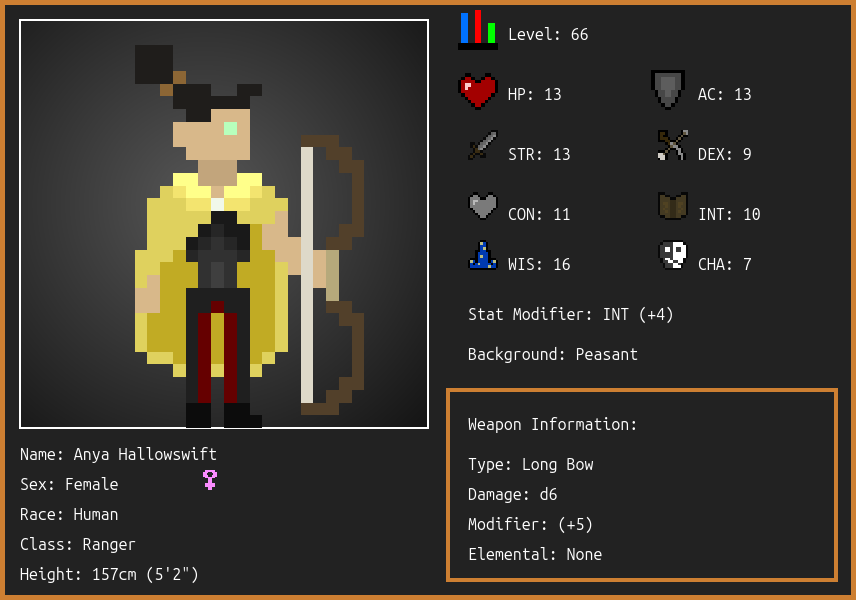 Level: 66
HP: 13
AC: 13
STR: 13
DEX: 9
CON: 11
INT: 10
WIS: 16
CHA: 7
Stat Modifier: INT (+4)
Background: Peasant
Weapon Information:
Type: Long Bow
Damage: d6
Modifier: (+5)
Elemental: None
Name: Anya Hallowswift
Sex: Female
Race: Human
Class: Ranger
Height: 157cm (5'2")